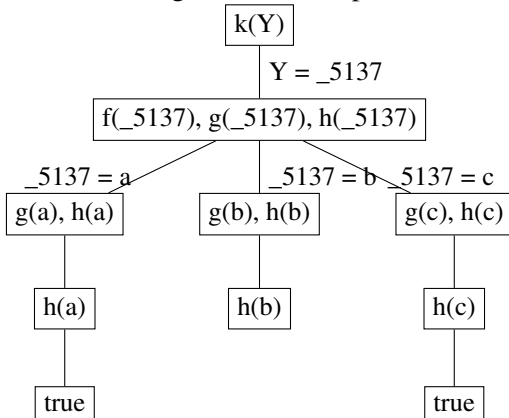 k(Y)
Y = _5137
f(_5137), g(_5137), h(_5137)
_5137 = a
_5137 = b
_5137 = c
g(a), h(a)
g(b), h(b)
g(c), h(c)
h(a)
h(b)
h(c)
true
true